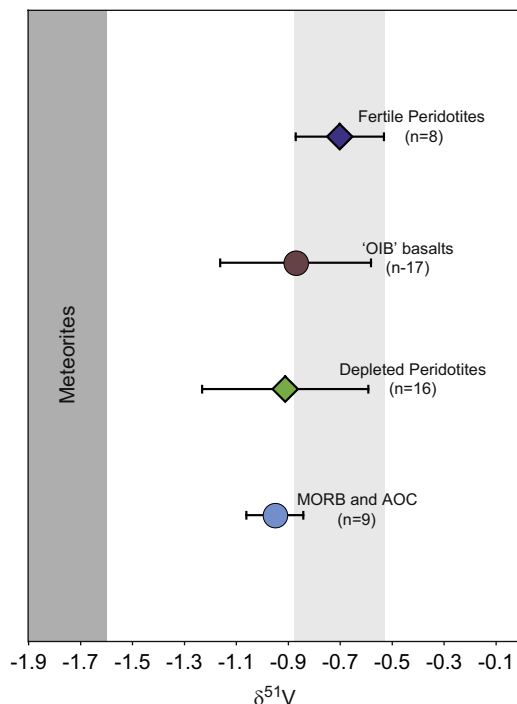 Fertile Peridotites
(n=8)
'OIB' basalts
(n-17)
Meteorites
Depleted Peridotites
(n=16)
MORB and AOC
(n=9)
-1.9 -1.7 -1.5 -1.3 -1.1 -0.9 -0.7 -0.5 -0.3 -0.1
δ⁵¹V